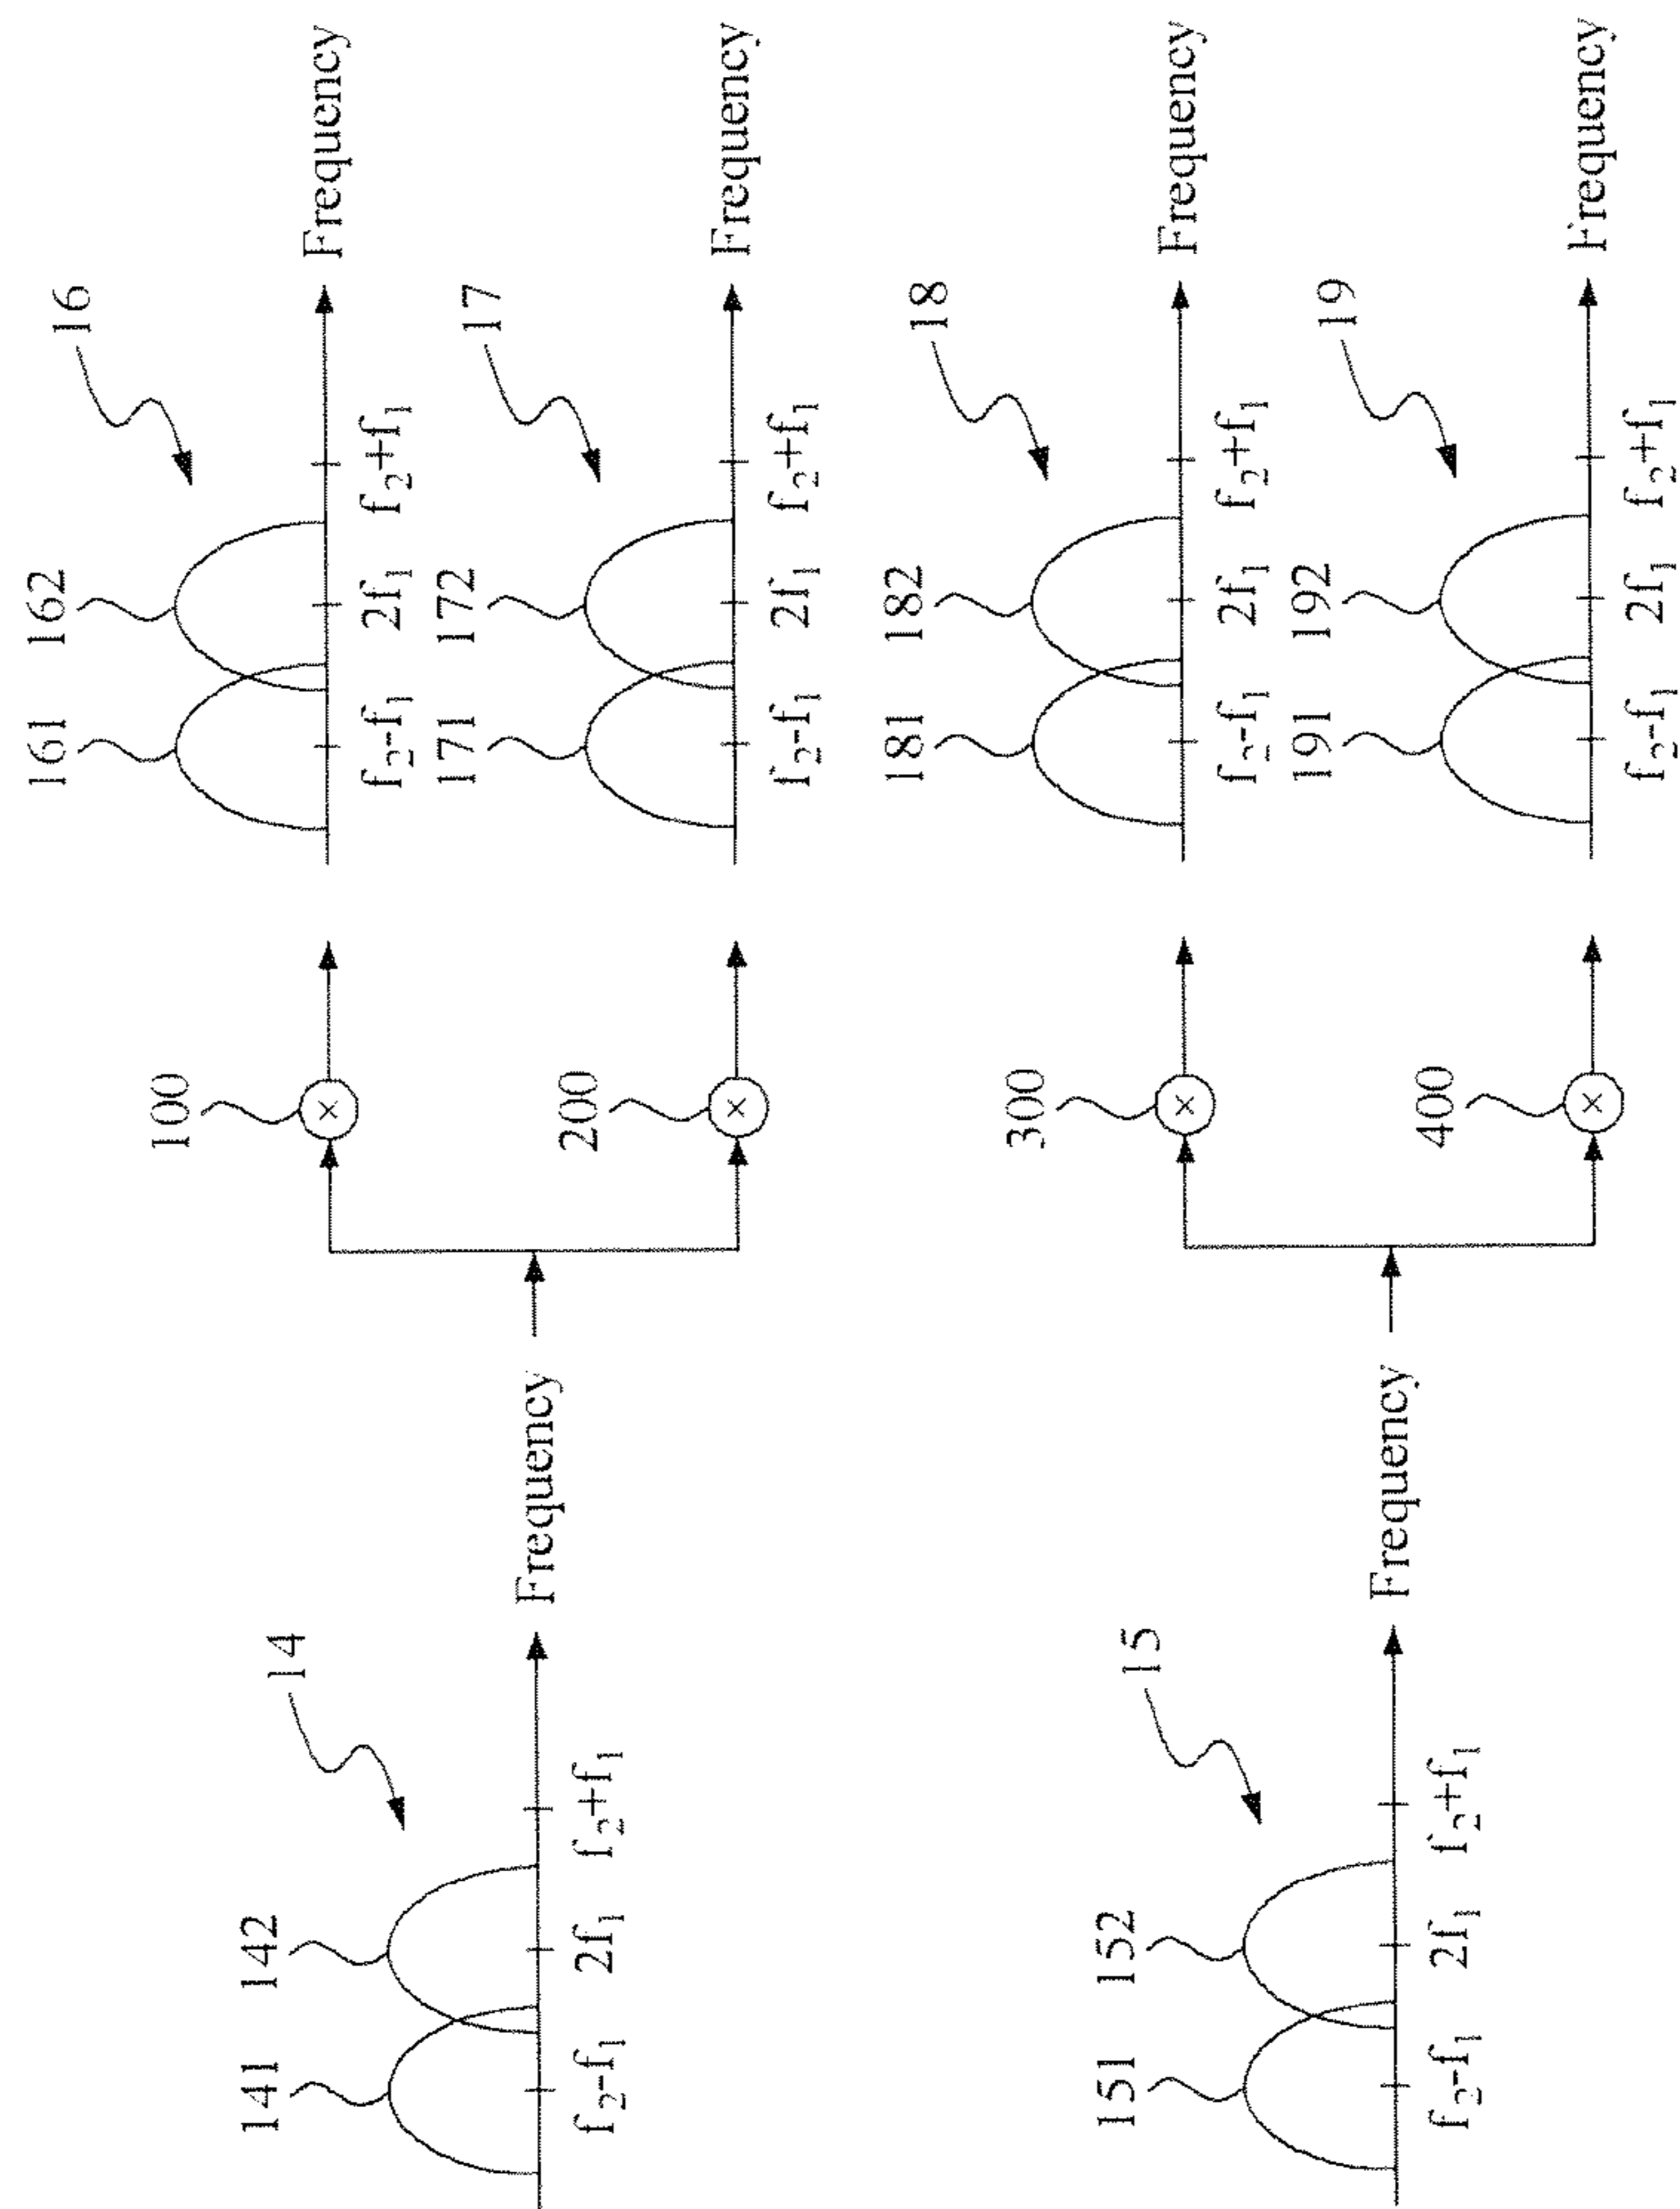 141
142
14
f₂-f₁
2f₁
f₂+f₁
Frequency
100
200
161
162
16
f₂-f₁
2f₁
f₂+f₁
Frequency
171
172
17
f₂-f₁
2f₁
f₂+f₁
Frequency
151
152
15
f₂-f₁
2f₁
f₂+f₁
Frequency
300
400
181
182
18
f₂-f₁
2f₁
f₂+f₁
Frequency
191
192
19
f₂-f₁
2f₁
f₂+f₁
Frequency